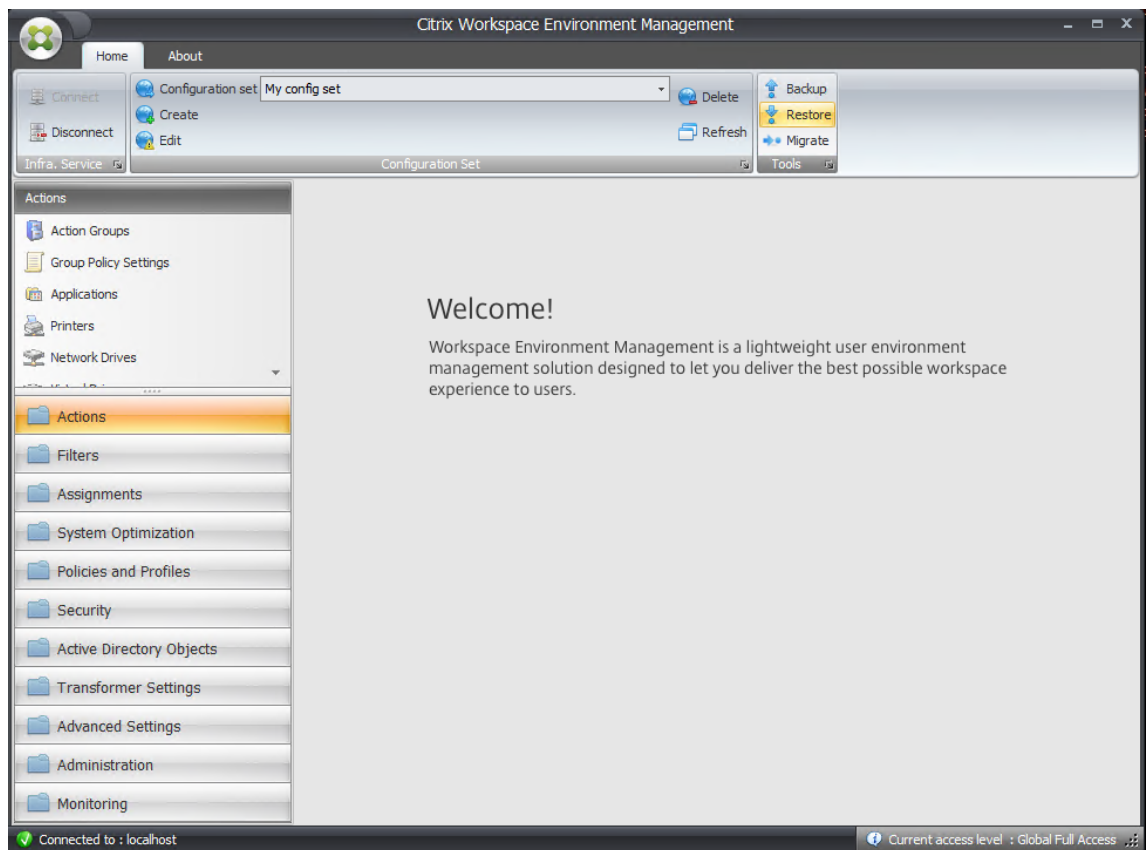 Citrix Workspace Environment Management
Home About
Connect
Disconnect
Infra. Service
Configuration set My config set
Create
Edit
Delete
Refresh
Configuration Set
Backup
Restore
Migrate
Tools
Actions
Action Groups
Group Policy Settings
Applications
Printers
Network Drives
Actions
Filters
Assignments
System Optimization
Policies and Profiles
Security
Active Directory Objects
Transformer Settings
Advanced Settings
Administration
Monitoring
Welcome!
Workspace Environment Management is a lightweight user environment
management solution designed to let you deliver the best possible workspace
experience to users.
Connected to : localhost
Current access level : Global Full Access